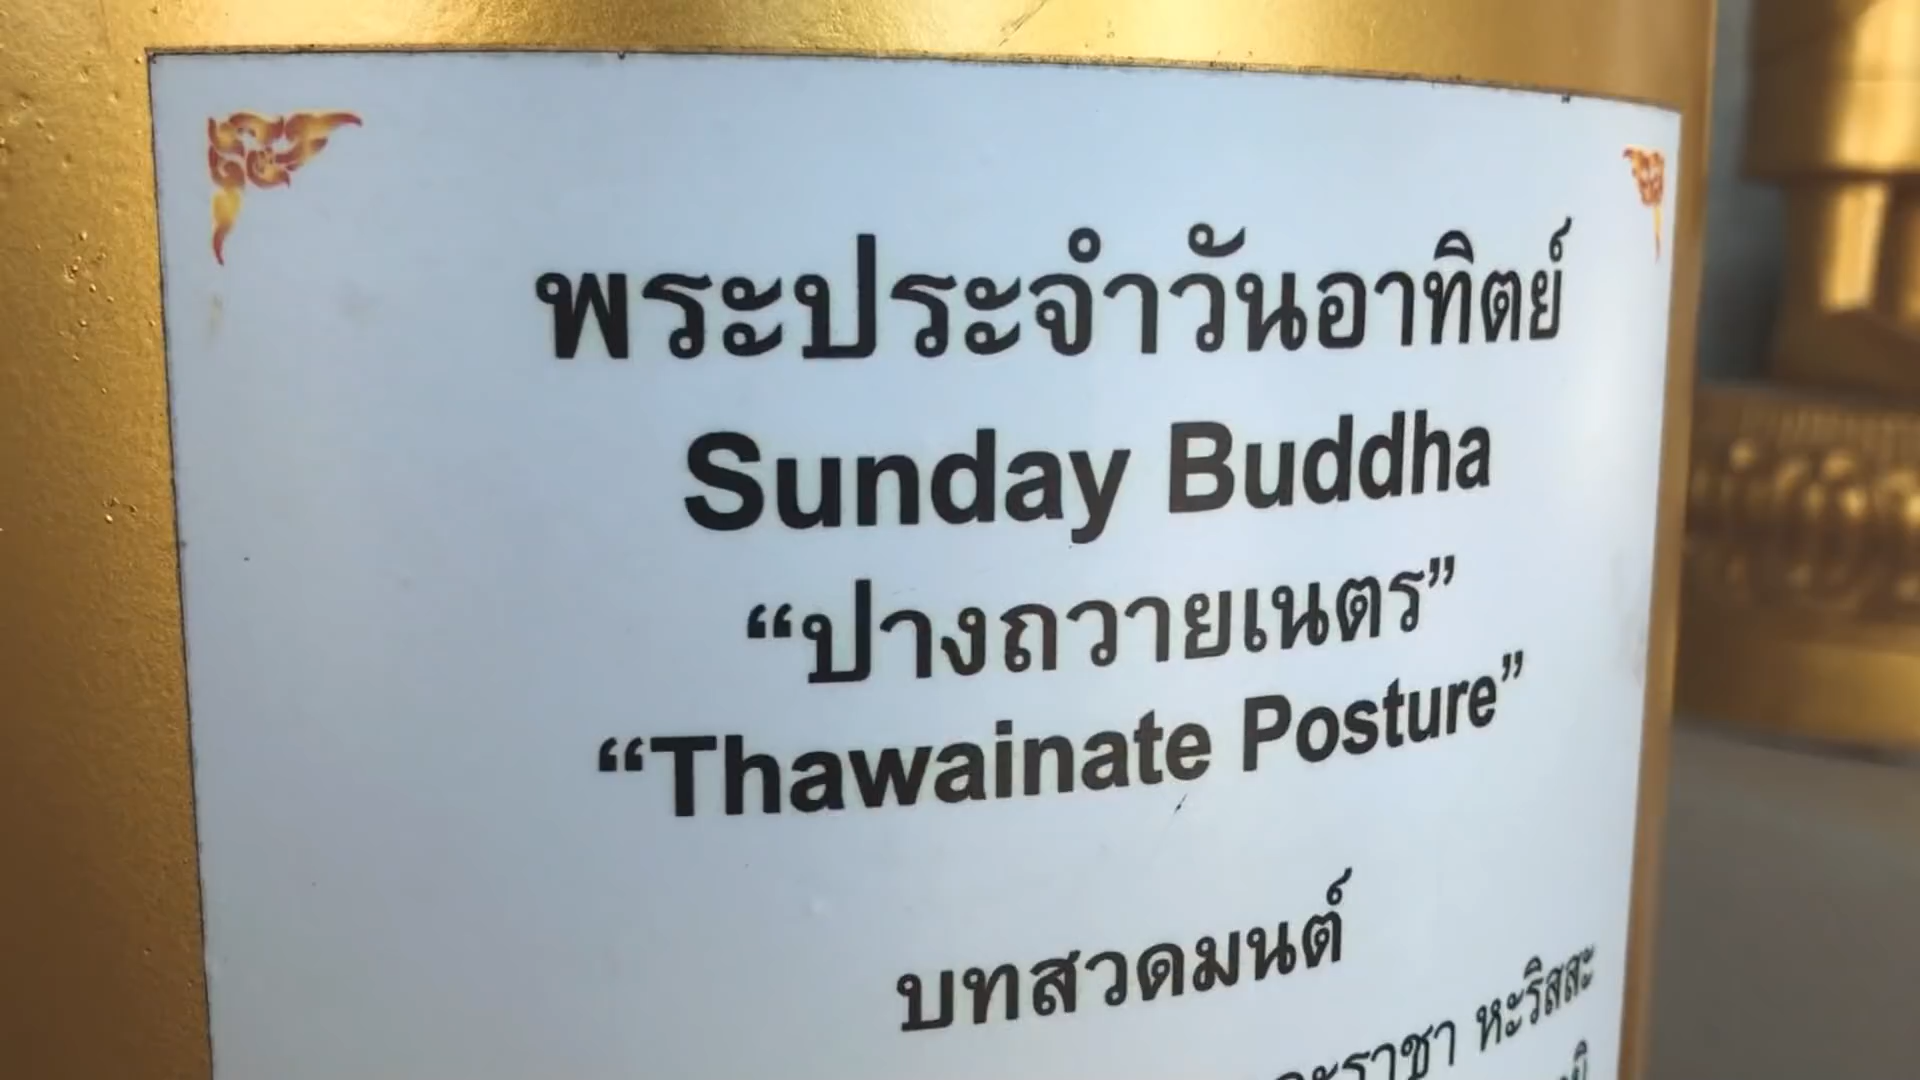 พระประจำวันอาทิตย์
Sunday Buddha
“ปางถวายเนตร”
“Thawainate Posture”
บทสวดมนต์
หะริสสะ